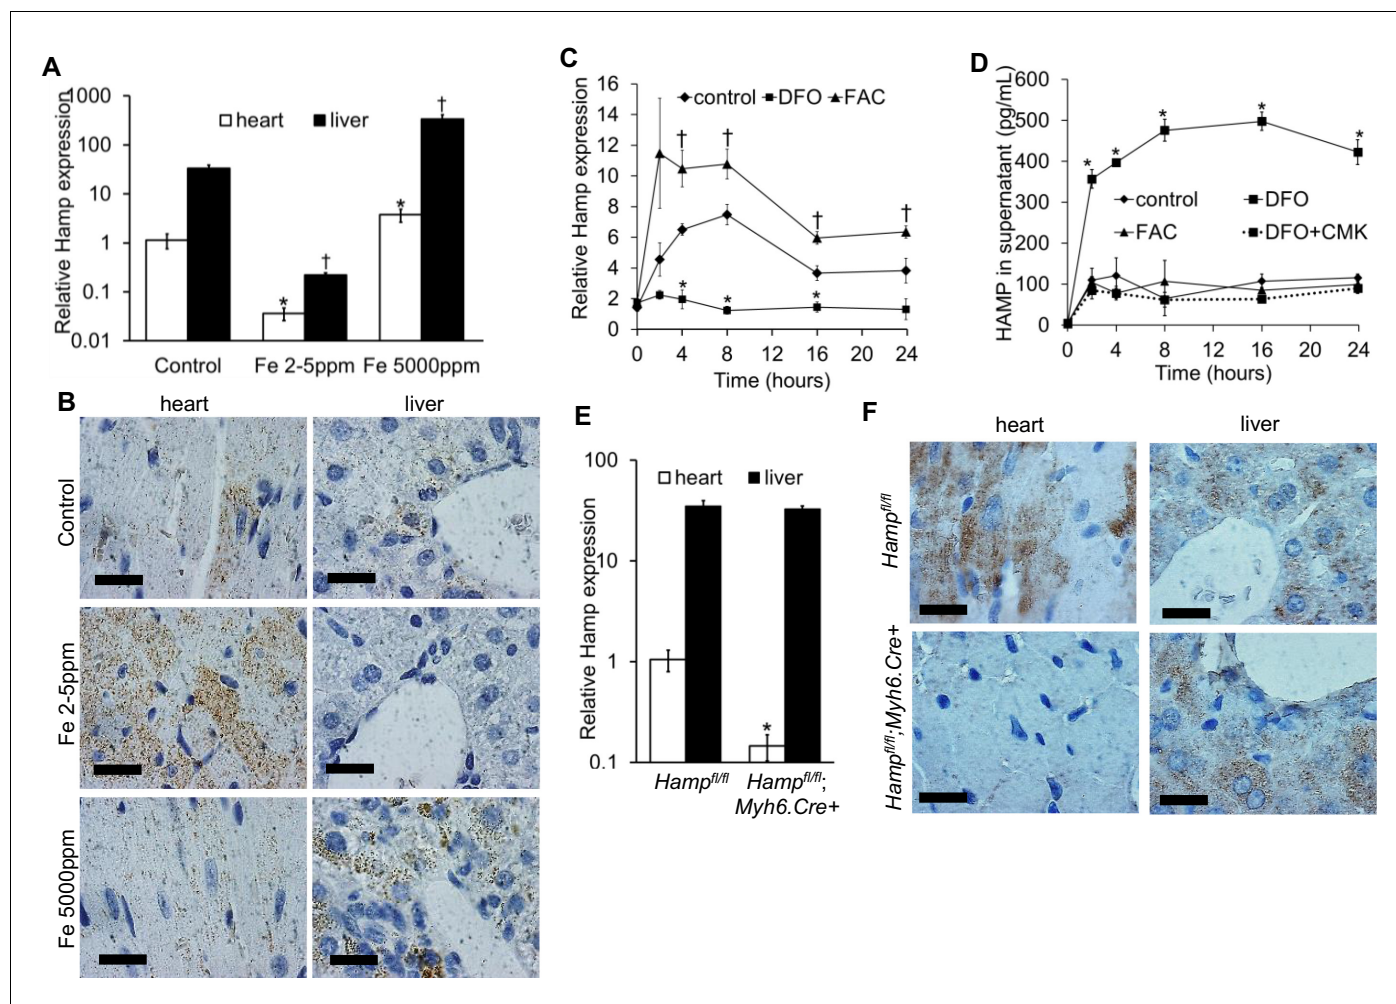 A
Relative Hamp expression
1000
100
10
1
0.1
0.01
heart
liver
*
†
*
†
Control
Fe 2-5ppm
Fe 5000ppm
B
heart
liver
Control
Fe 2-5ppm
Fe 5000ppm
C
Relative Hamp expression
16
14
12
10
8
6
4
2
0
control
DFO
FAC
†
†
†
†
*
*
*
0
4
8
12
16
20
24
Time (hours)
D
HAMP in supernatant (pg/mL)
600
500
400
300
200
100
0
*
*
*
*
*
control
DFO
FAC
DFO+CMK
0
4
8
12
16
20
24
Time (hours)
E
Relative Hamp expression
100
10
1
0.1
heart
liver
*
Hampfl/fl
Hampfl/fl;
Myh6.Cre+
F
heart
liver
Hampfl/fl
Hampfl/fl;Myh6.Cre+